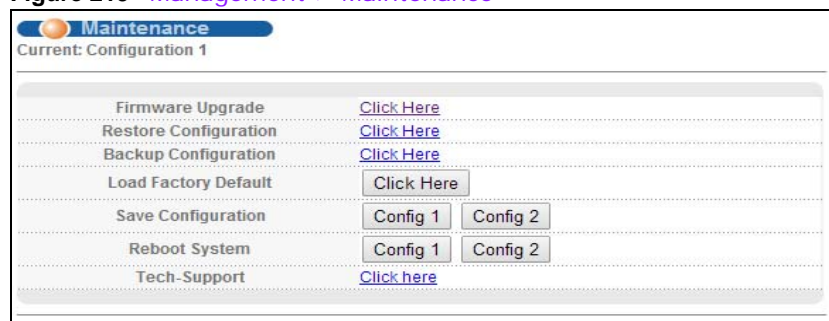 Maintenance
Current: Configuration 1
Firmware Upgrade Click Here
Restore Configuration Click Here
Backup Configuration Click Here
Load Factory Default Click Here
Save Configuration Config 1 Config 2
Reboot System Config 1 Config 2
Tech-Support Click here